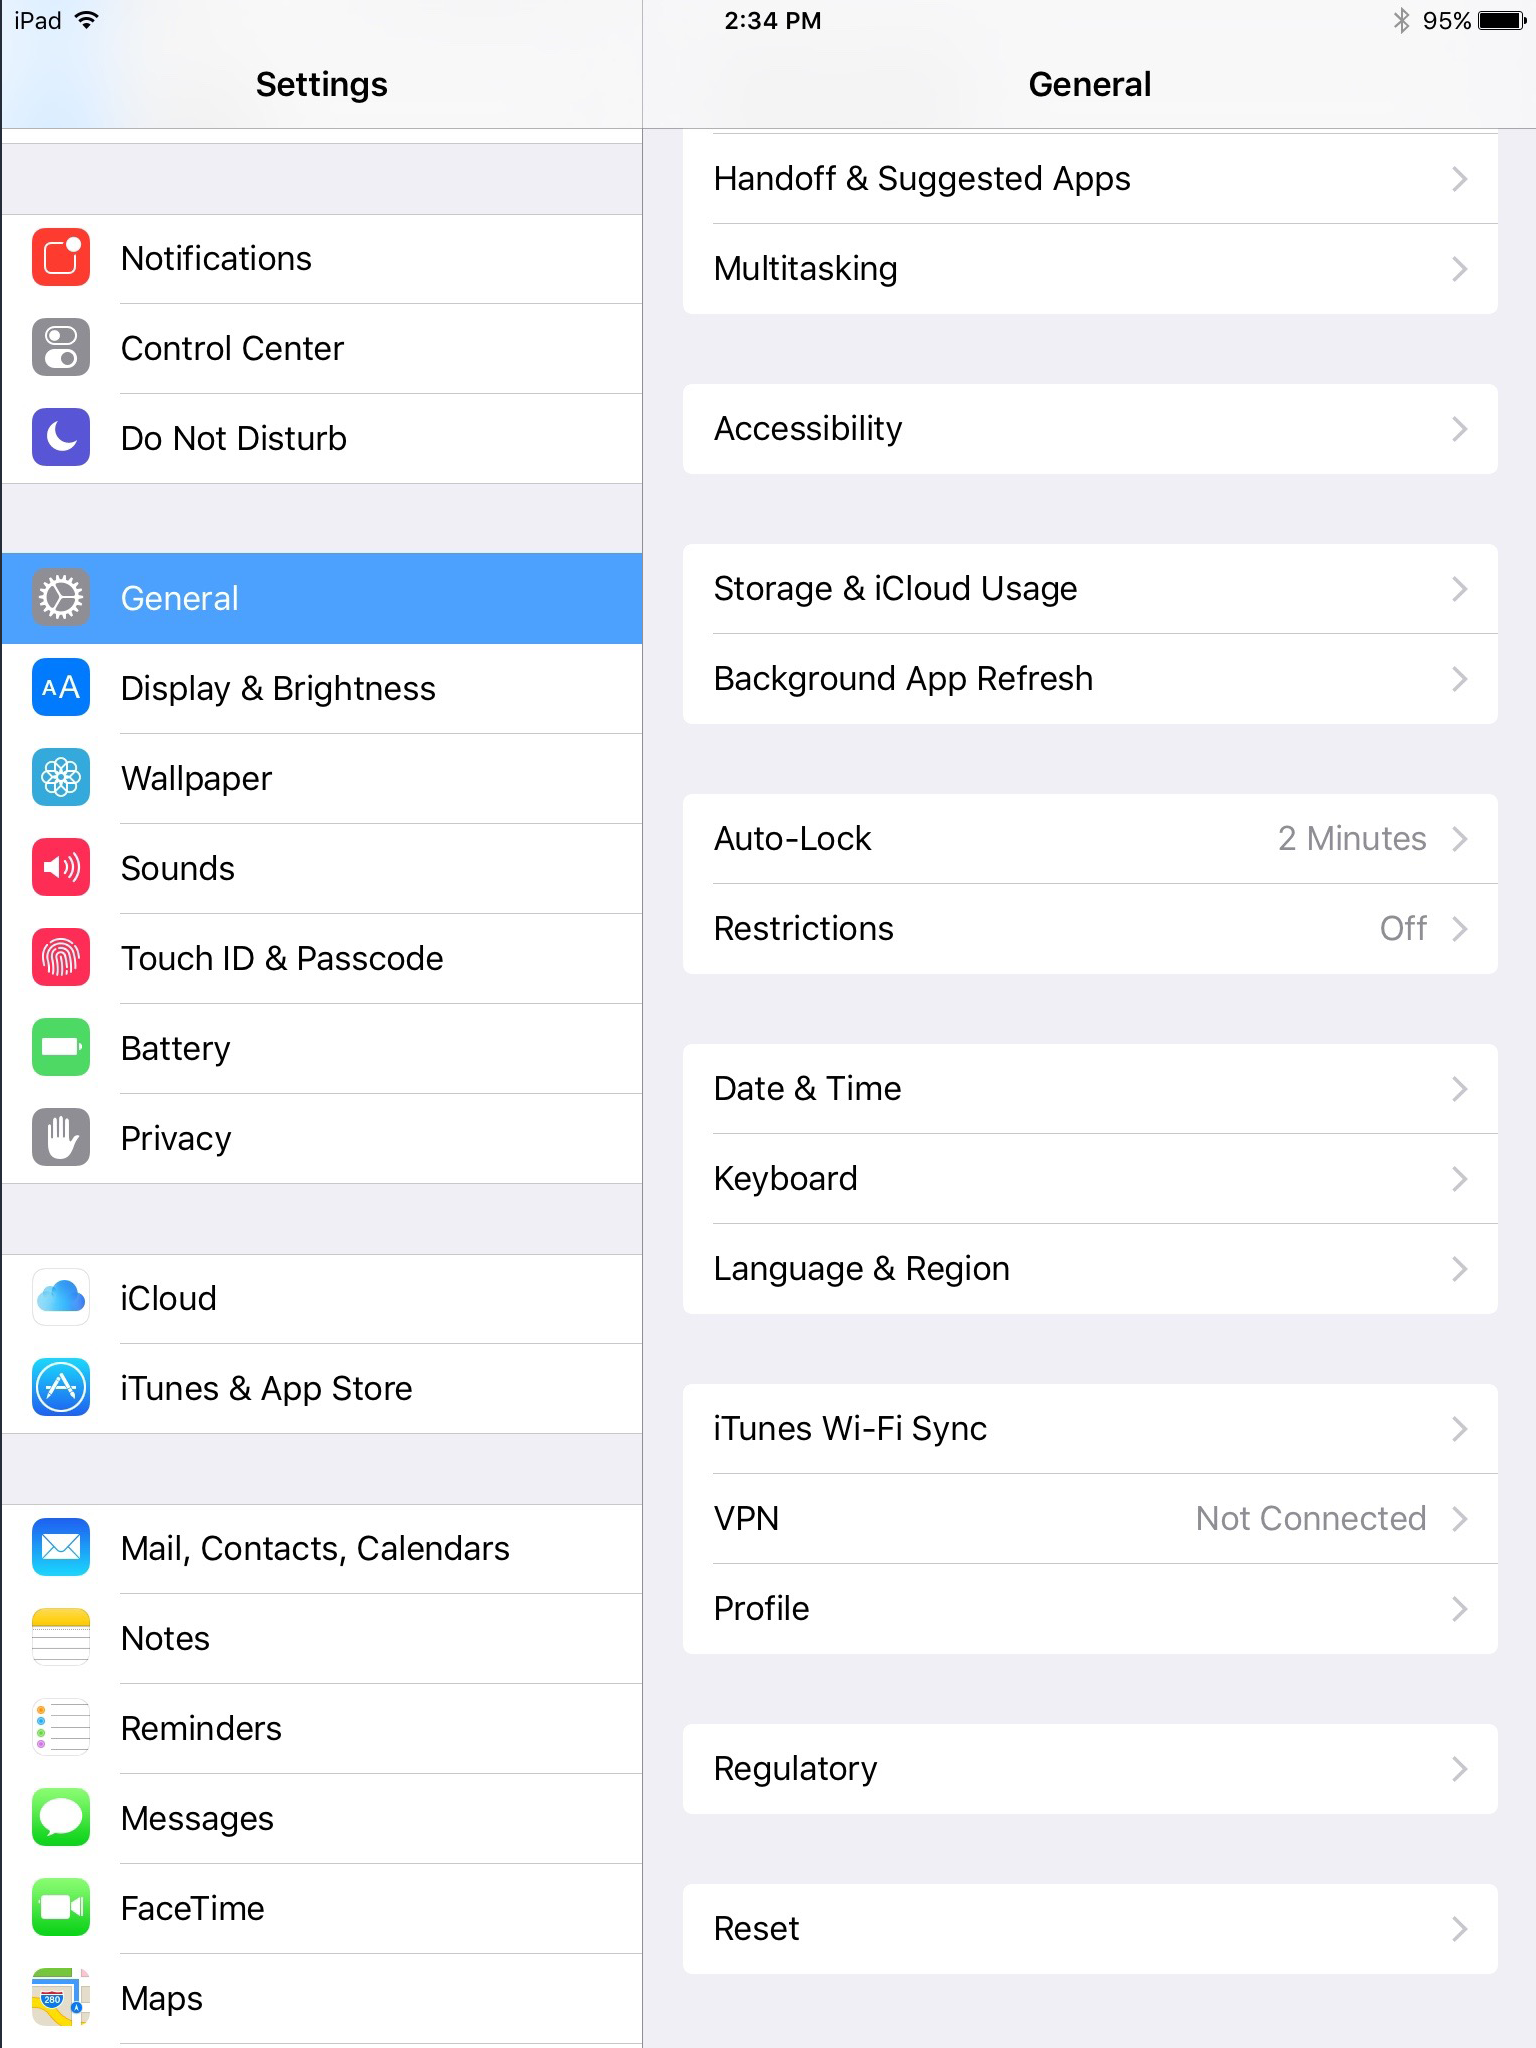 iPad
2:34 PM
95%
Settings
General
Notifications
Control Center
Do Not Disturb
General
Display & Brightness
AA
Wallpaper
Sounds
Touch ID & Passcode
Battery
Privacy
iCloud
iTunes & App Store
Mail, Contacts, Calendars
Notes
Reminders
Messages
FaceTime
280
Maps
Handoff & Suggested Apps
Multitasking
Accessibility
Storage & iCloud Usage
Background App Refresh
Auto-Lock 2 Minutes
Restrictions Off
Date & Time
Keyboard
Language & Region
iTunes Wi-Fi Sync
VPN Not Connected
Profile
Regulatory
Reset